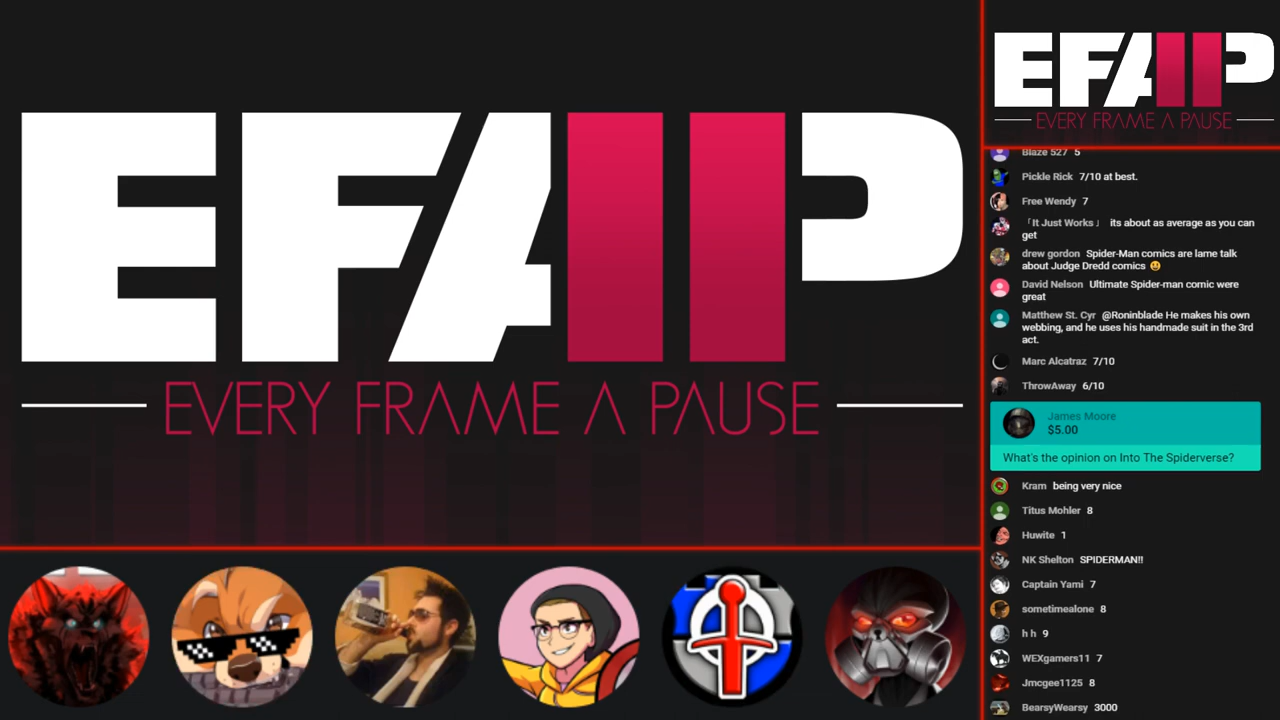 EFAP
EVERY FRAME A PAUSE
EFAP
EVERY FRAME A PAUSE
Blaze 527 5
Pickle Rick 7/10 at best.
Free Wendy 7
「It Just Works」 its about as average as you can
get
drew gordon Spider-Man comics are lame talk
about Judge Dredd comics 😃
David Nelson Ultimate Spider-man comic were
great
Matthew St. Cyr @Roninblade He makes his own
webbing, and he uses his handmade suit in the 3rd
act.
Marc Alcatraz 7/10
ThrowAway 6/10
James Moore
$5.00
What's the opinion on Into The Spiderverse?
Kram being very nice
Titus Mohler 8
Huwite 1
NK Shelton SPIDERMAN!!
Captain Yami 7
sometimealone 8
h h 9
WEXgamers11 7
Jmcgee1125 8
BearsyWearsy 3000